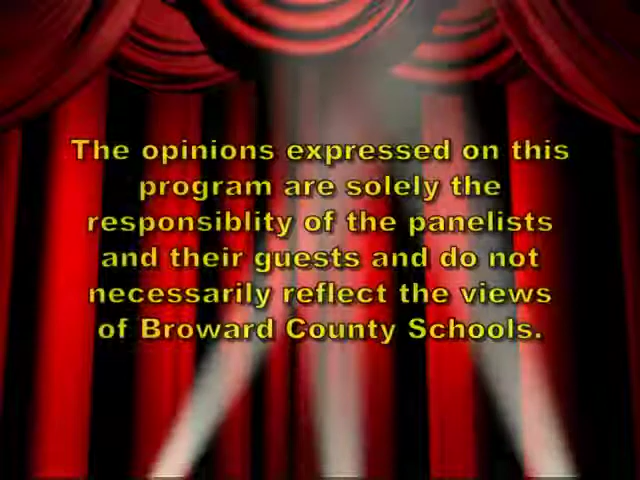 The opinions expressed on this
program are solely the
responsiblity of the panelists
and their guests and do not
necessarily reflect the views
of Broward County Schools.